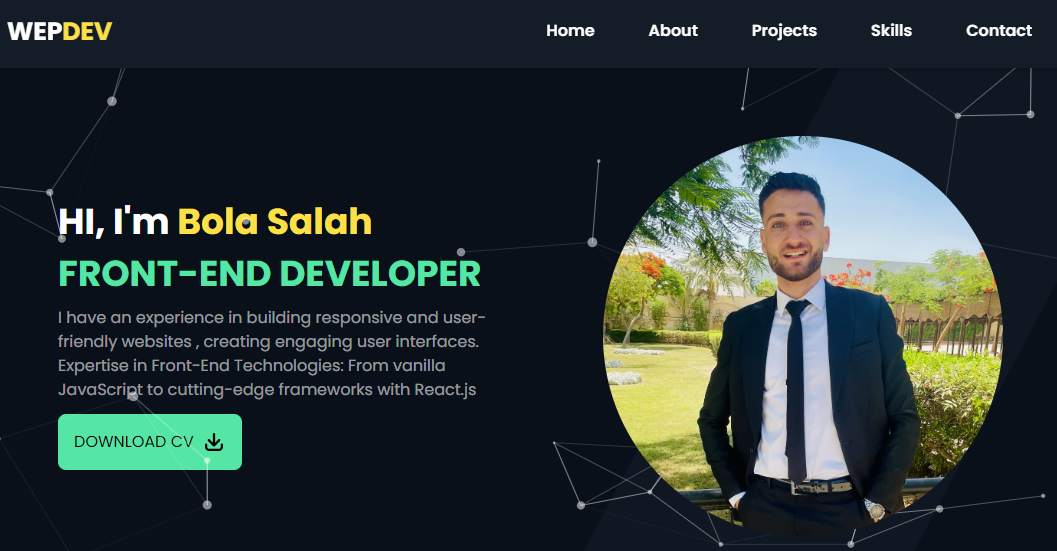 WEPDEV
Home
About
Projects
Skills
Contact
HI, I'm Bola Salah
FRONT-END DEVELOPER
I have an experience in building responsive and user-
friendly websites , creating engaging user interfaces.
Expertise in Front-End Technologies: From vanilla
JavaScript to cutting-edge frameworks with React.js
DOWNLOAD CV